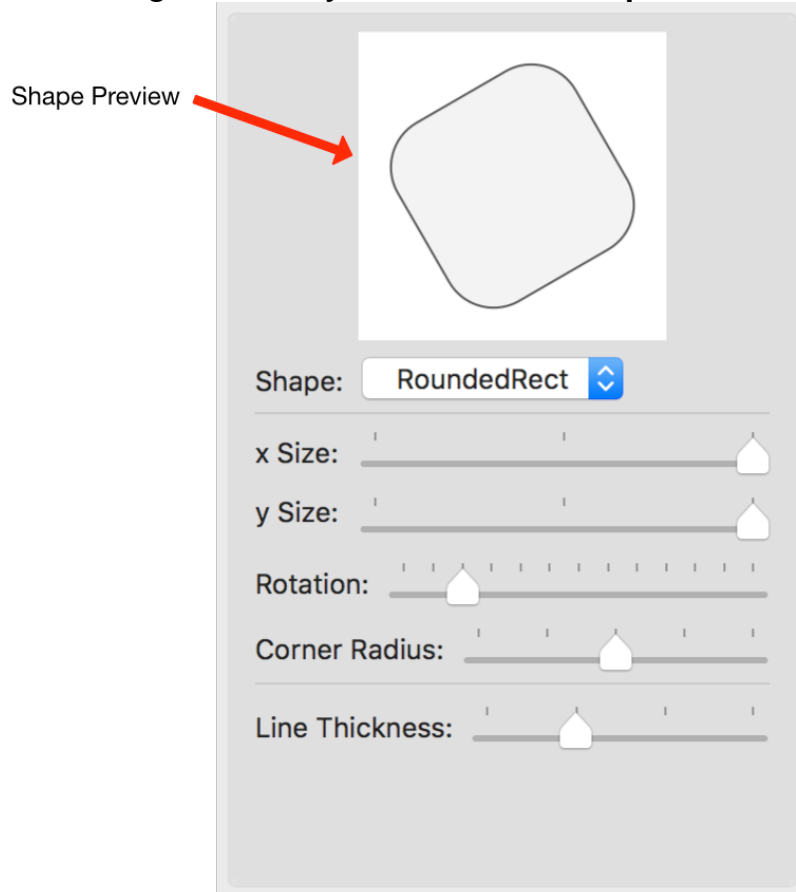 Shape Preview
Shape: RoundedRect
x Size:
y Size:
Rotation:
Corner Radius:
Line Thickness: